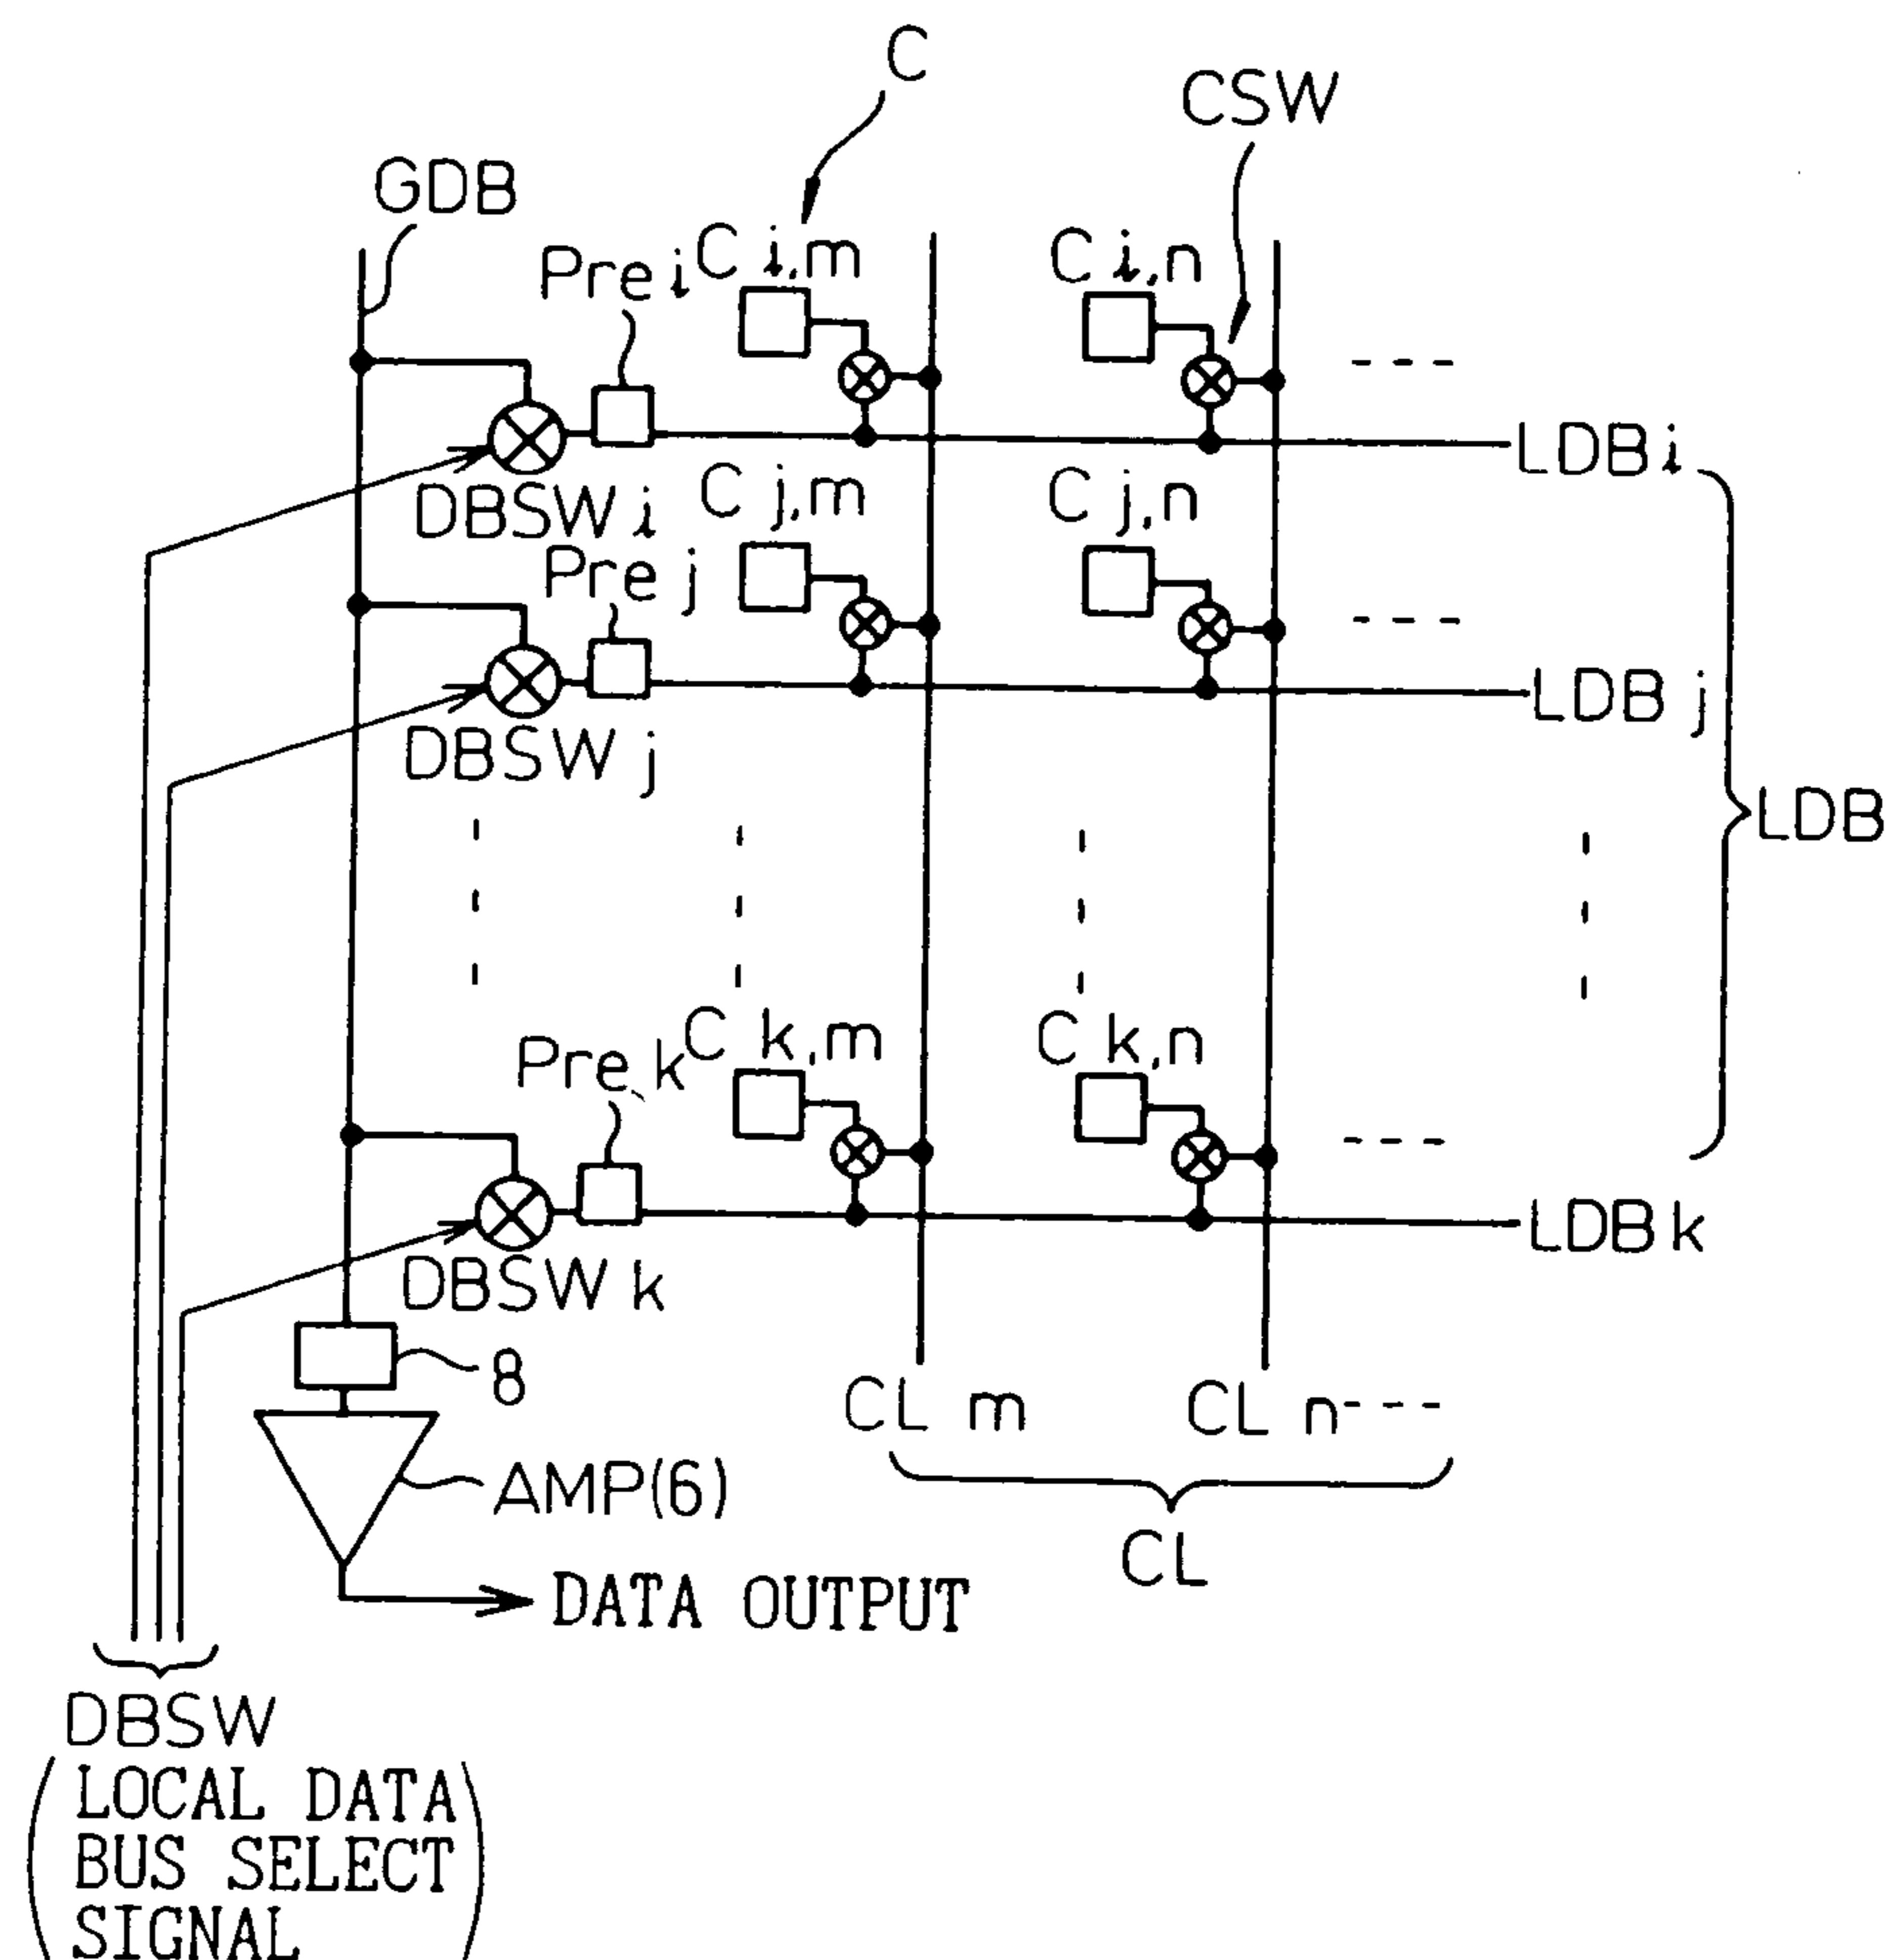 C
CSW
GDB
Pre i
C i,m
C i,n
LDB i
DBSW i
C j,m
C j,n
Pre j
LDB j
DBSW j
LDB
Pre k
C k,m
C k,n
LDB k
DBSW k
8
CL m
CL n
AMP(6)
CL
DATA OUTPUT
DBSW
LOCAL DATA
BUS SELECT
SIGNAL